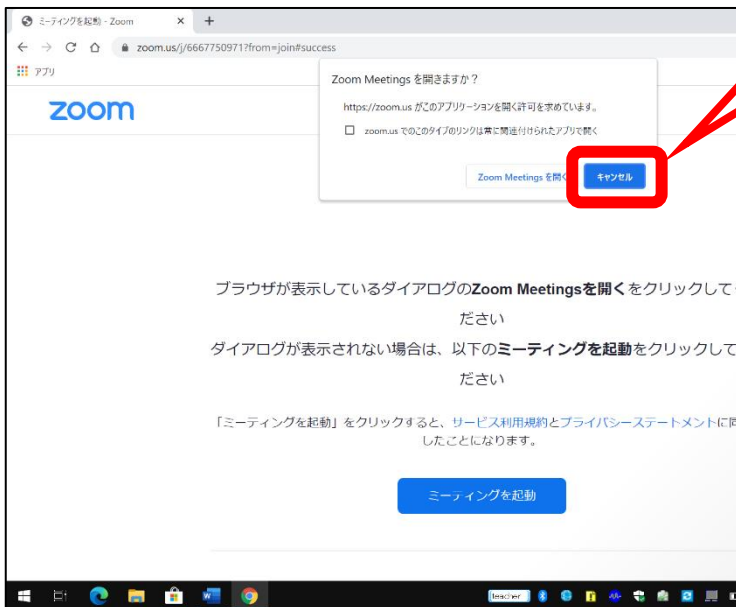 ミーティングを起動 - Zoom
zoom.us/j/6667750971?from=join#success
アプリ
zoom
Zoom Meetings を開きますか？
https://zoom.us がこのアプリケーションを開く許可を求めています。
zoom.us でのこのタイプのリンクは常に関連付けられたアプリで開く
Zoom Meetings を開く
キャンセル
ブラウザが表示しているダイアログのZoom Meetingsを開くをクリックして
ださい
ダイアログが表示されない場合は、以下のミーティングを起動をクリックして
ださい
「ミーティングを起動」をクリックすると、サービス利用規約とプライバシーステートメントに同
したことになります。
ミーティングを起動
teacher